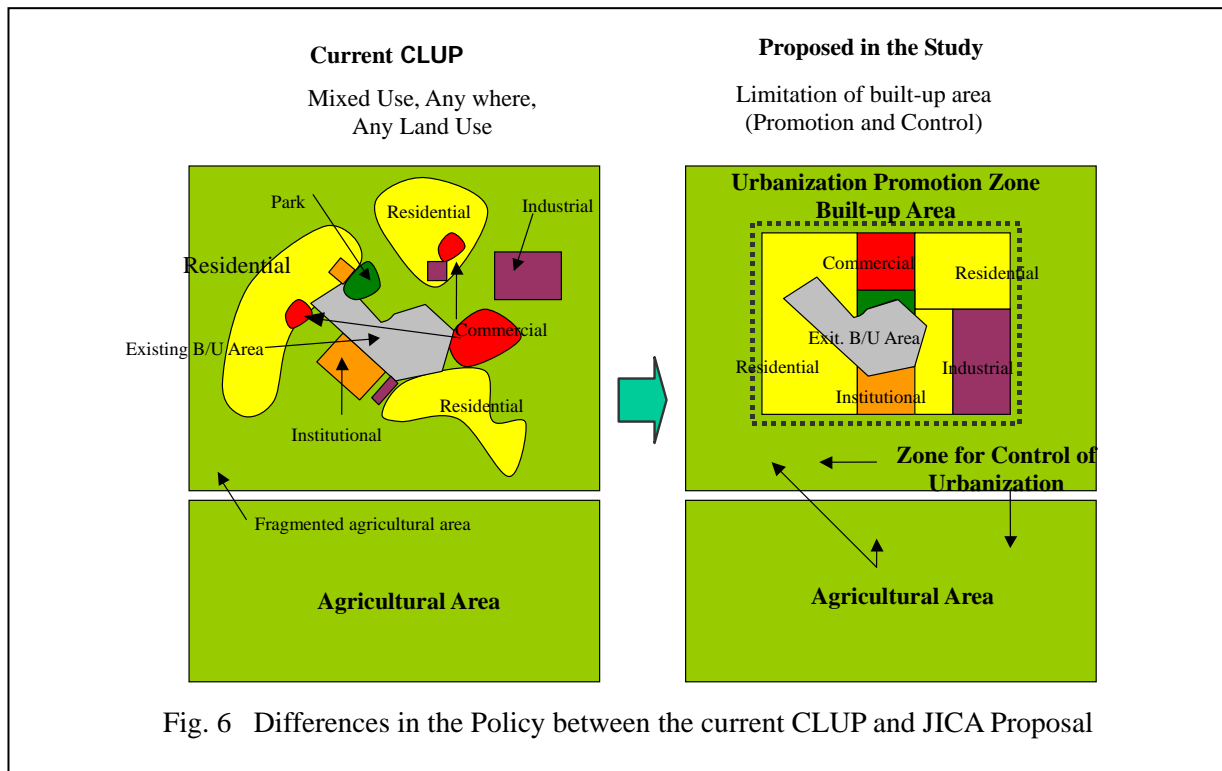 Current CLUP
Mixed Use, Any where,
Any Land Use
Park
Residential
Industrial
Residential
Existing B/U Area
Commercial
Residential
Institutional
Fragmented agricultural area
Agricultural Area
Proposed in the Study
Limitation of built-up area
(Promotion and Control)
Urbanization Promotion Zone
Built-up Area
Commercial
Residential
Exit. B/U Area
Residential
Industrial
Institutional
Zone for Control of
Urbanization
Agricultural Area
Fig. 6 Differences in the Policy between the current CLUP and JICA Proposal